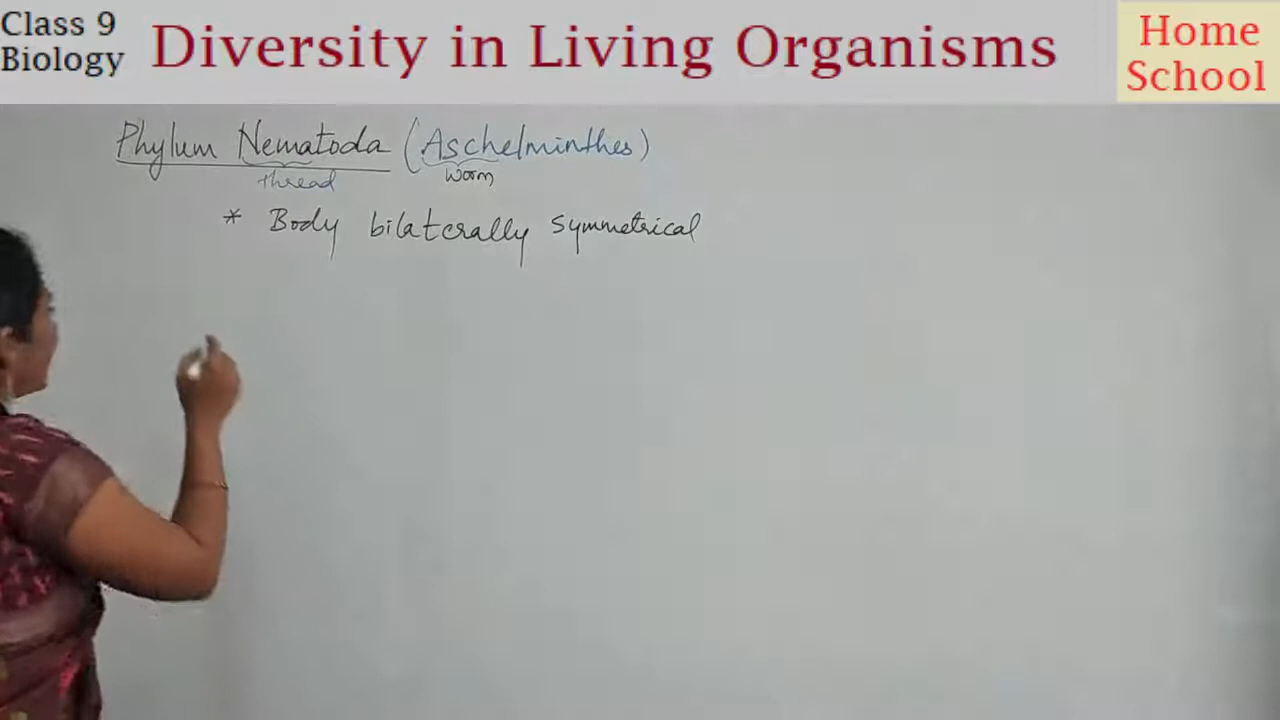 Class 9
Biology
Diversity in Living Organisms
Home
School
Phylum Nematoda (Aschelminthes)
thread worm
* Body bilaterally symmetrical